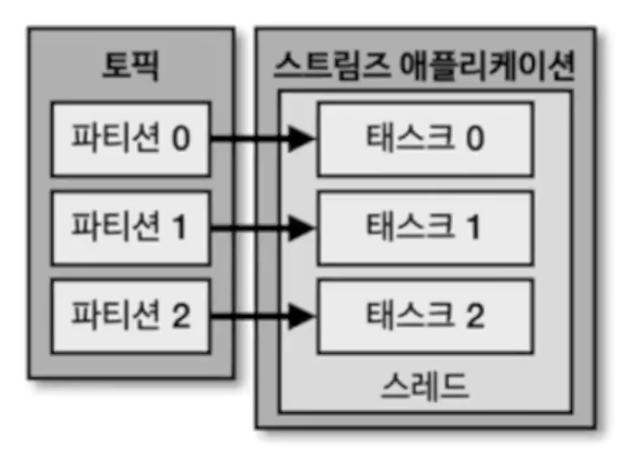 토픽
파티션 0
파티션 1
파티션 2
스트림즈 애플리케이션
태스크 0
태스크 1
태스크 2
스레드